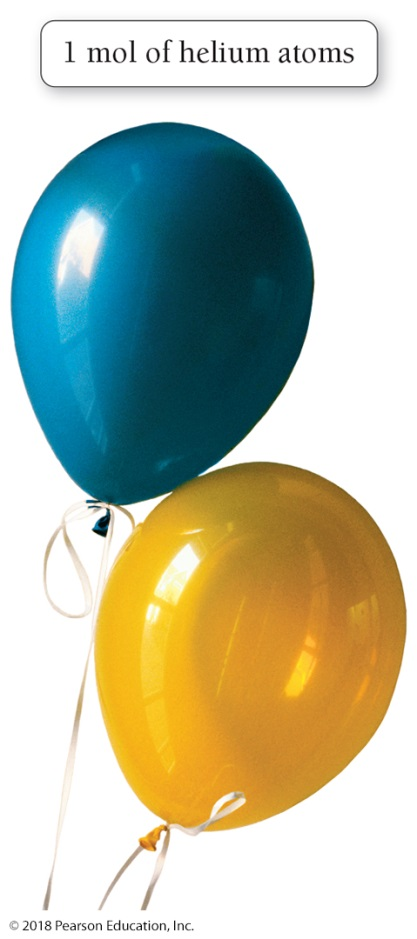 1 mol of helium atoms
© 2018 Pearson Education, Inc.